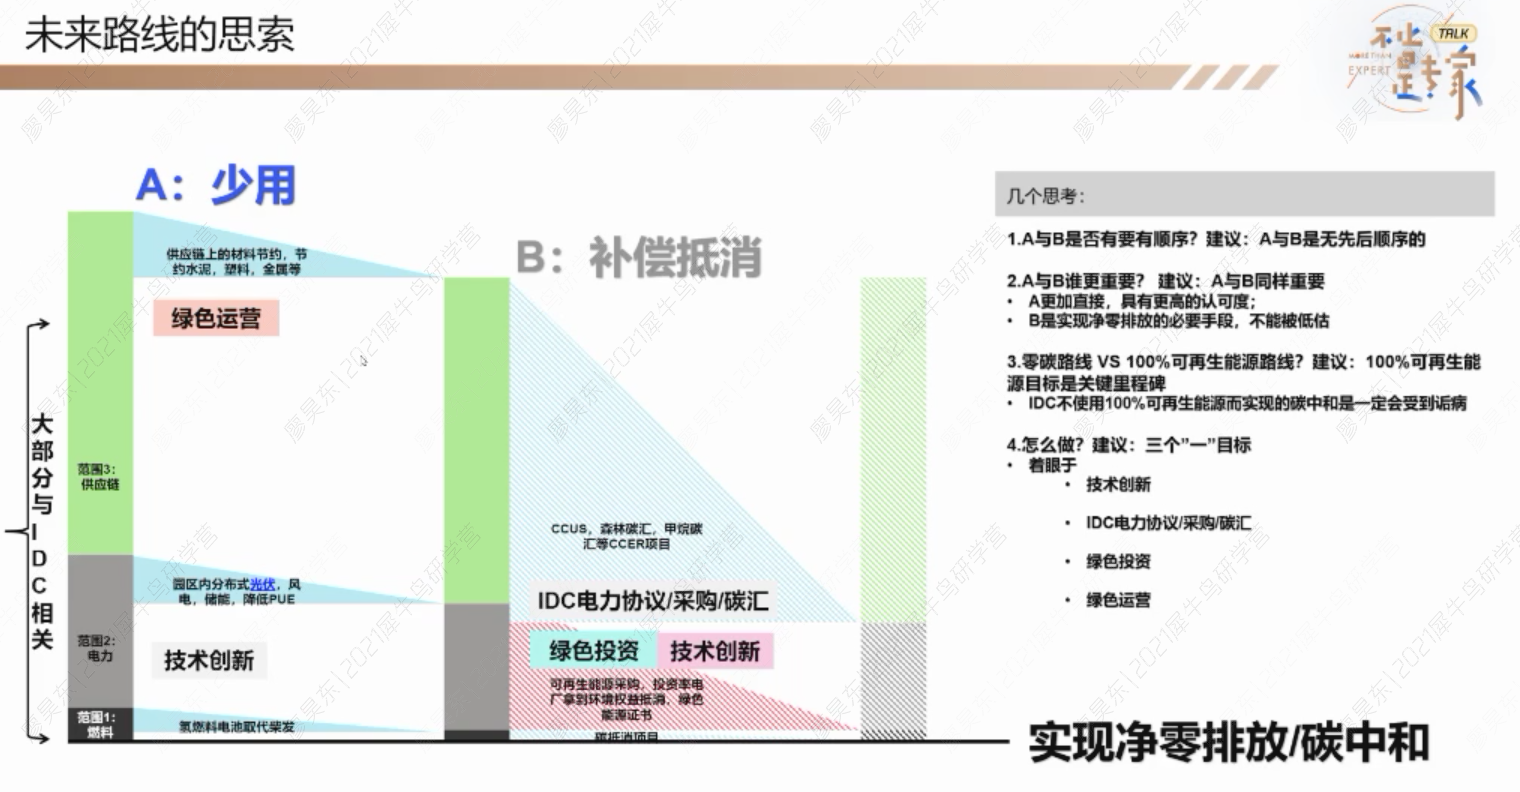 未来路线的思索
不止 TALK
MORE THAN
EXPERT 是专家
A：少用
供应链上的材料节约，节
约水泥，塑料，金属等
绿色运营
B：补偿抵消
大部分与IDC相关
范围3：
供应链
园区内分布式光伏，风
电，储能，降低PUE
范围2：
电力
技术创新
范围1：
燃料
氢燃料电池取代柴发
CCUS，森林碳汇，甲烷碳
汇等CCER项目
IDC电力协议/采购/碳汇
绿色投资 技术创新
可再生能源采购，投资率电
厂拿到环境权益抵消，绿色
能源证书
碳抵消项目
几个思考：
1.A与B是否有要有顺序？建议：A与B是无先后顺序的
2.A与B谁更重要？ 建议：A与B同样重要
• A更加直接，具有更高的认可度；
• B是实现净零排放的必要手段，不能被低估
3.零碳路线 VS 100%可再生能源路线？建议：100%可再生能
源目标是关键里程碑
• IDC不使用100%可再生能源而实现的碳中和是一定会受到诟病
4.怎么做？建议：三个”一”目标
• 着眼于
• 技术创新
• IDC电力协议/采购/碳汇
• 绿色投资
• 绿色运营
实现净零排放/碳中和
廖昊东|2021犀牛鸟研学营